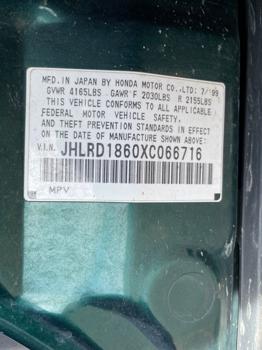 MFD.IN JAPAN BY HONDA MOTOR CO.,LTD: 7/'99
GVWR 4165LBS GAWR F 2030LBS R 2155LBS
THIS VEHICLE CONFORMS TO ALL APPLICABLE
FEDERAL MOTOR VEHICLE SAFETY,
AND THEFT PREVENTION STANDARDS IN EFFECT
ON THE DATE OF MANUFACTURE SHOWN ABOVE:
V.I.N. JHLRD1860XC066716
MPV